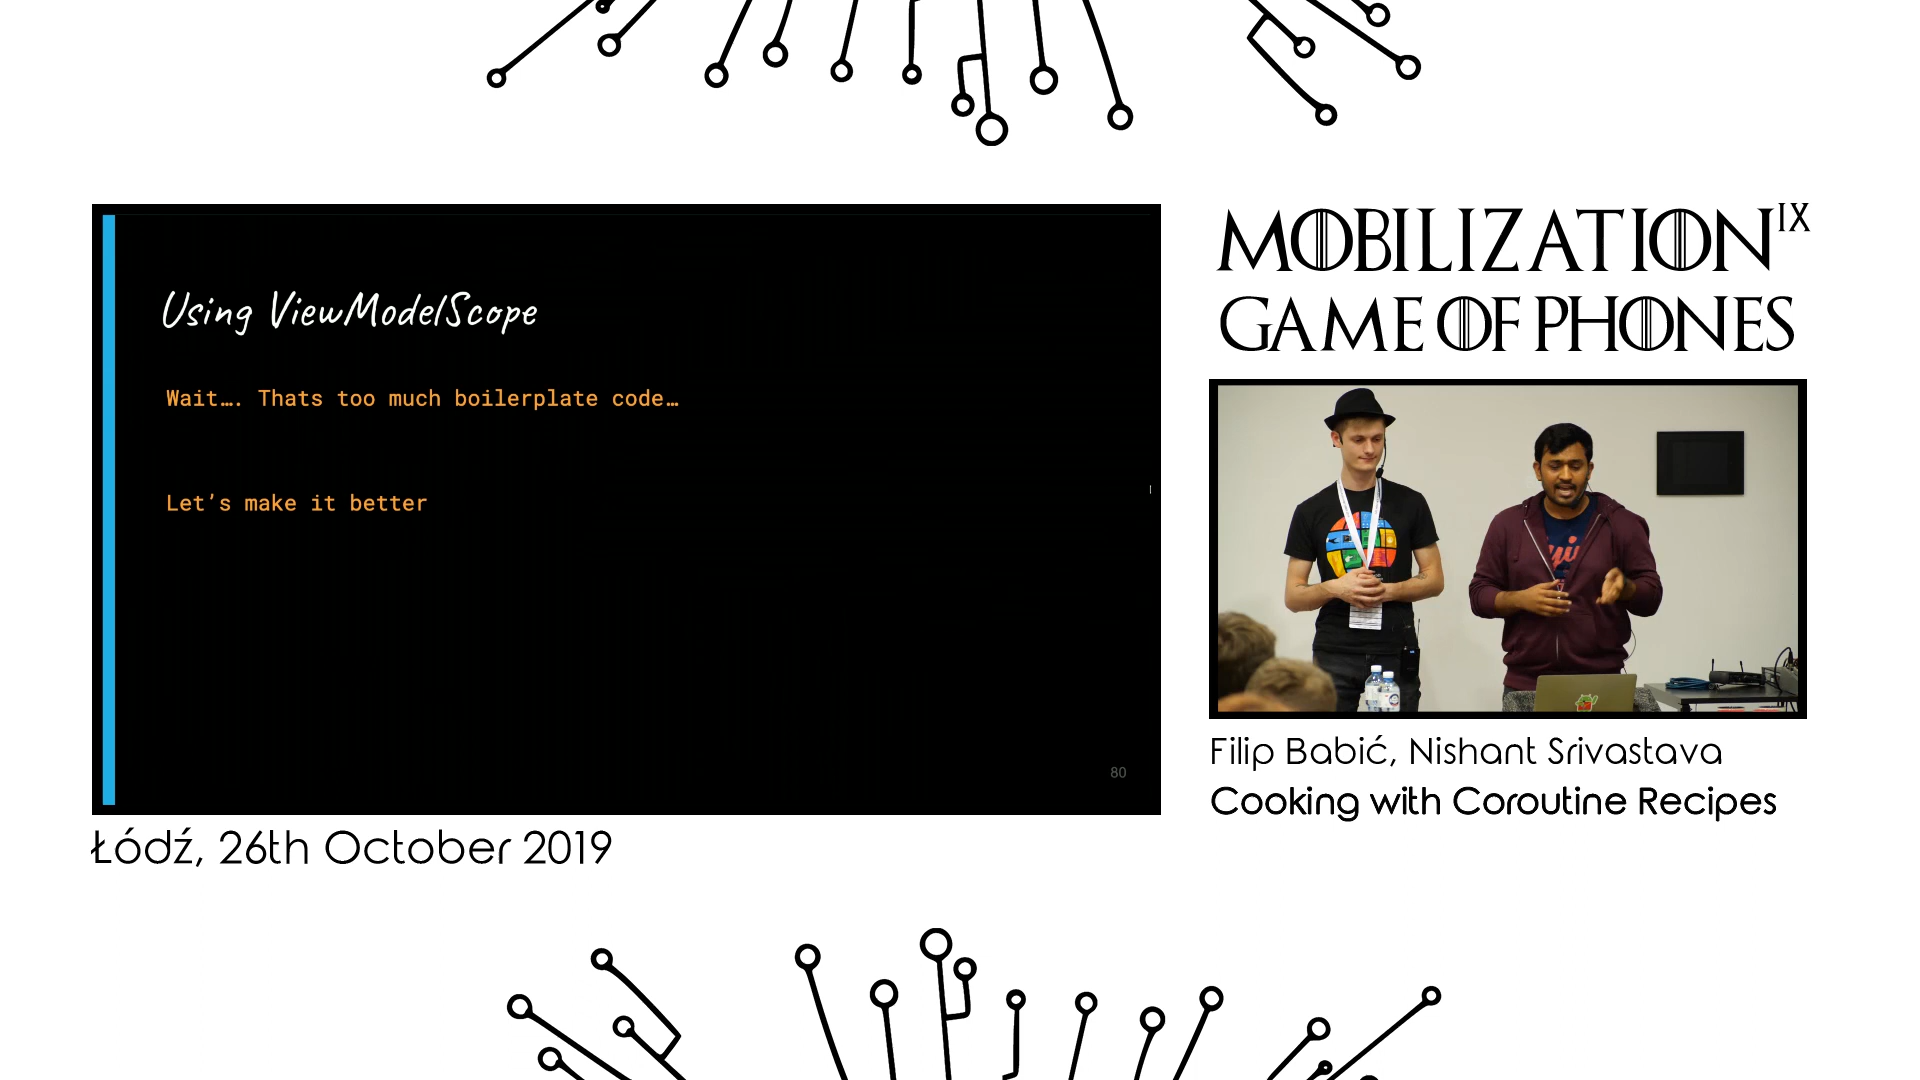 Using ViewModelScope
Wait…. Thats too much boilerplate code…
Let’s make it better
80
Łódź, 26th October 2019
MOBILIZATION IX
GAME OF PHONES
Filip Babić, Nishant Srivastava
Cooking with Coroutine Recipes